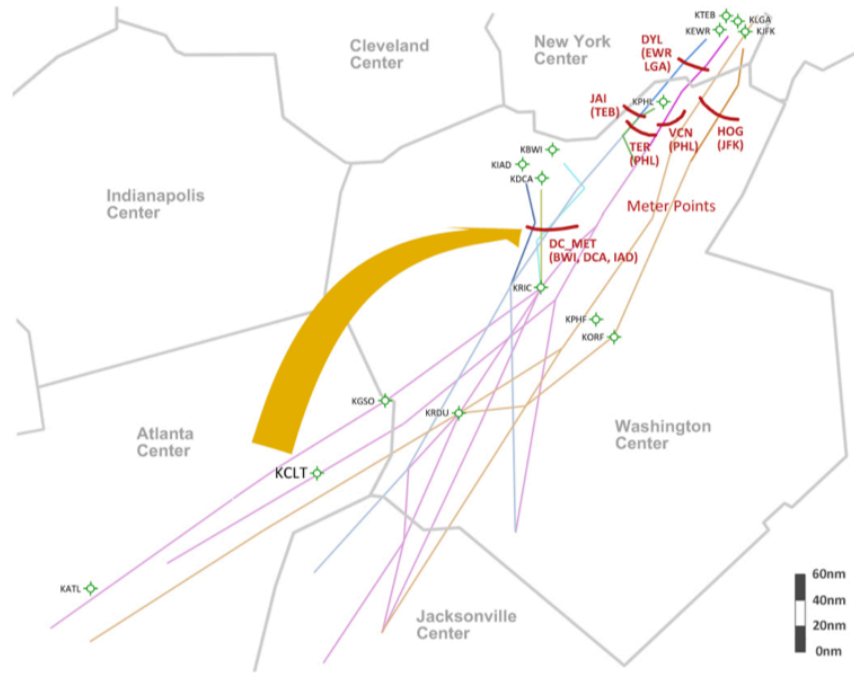 KTEB
KLGA
KEWR
KJFK
Cleveland
Center
New York
Center
DYL
(EWR
LGA)
JAI
(TEB)
KPHL
TER
(PHL)
VCN
(PHL)
HOG
(JFK)
KBWI
KIAD
KDCA
Indianapolis
Center
Meter Points
DC_MET
(BWI, DCA, IAD)
KRIC
KPHF
KORF
KGSO
KRDU
Atlanta
Center
Washington
Center
KCLT
KATL
Jacksonville
Center
60nm
40nm
20nm
0nm